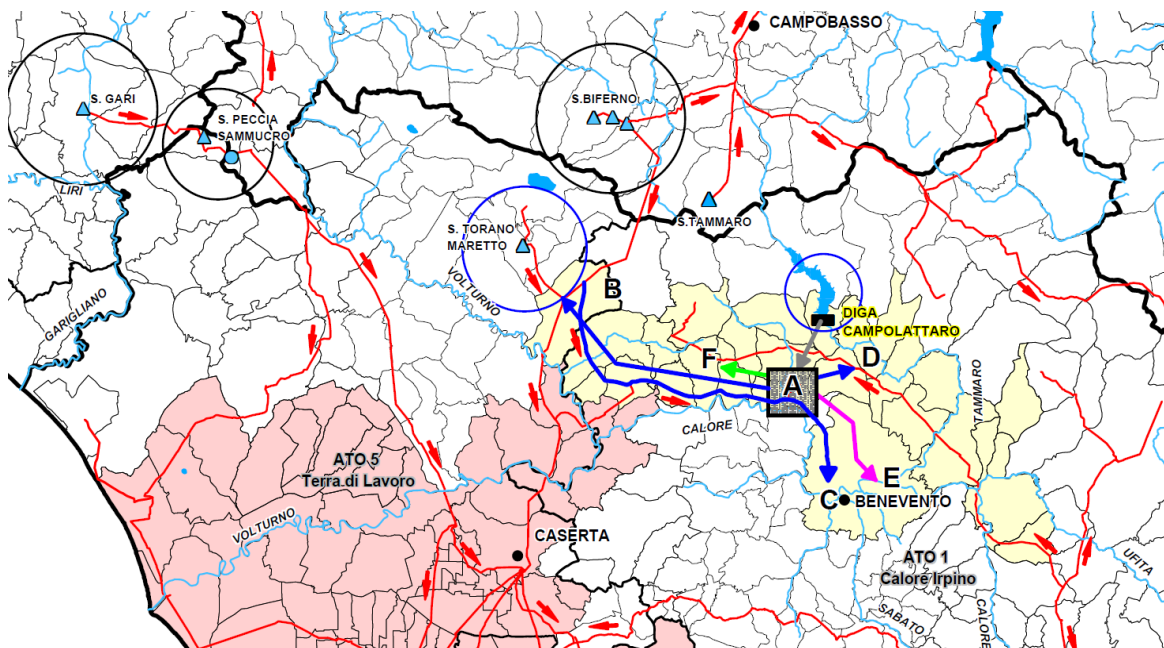 CAMPOBASSO
S. GARI
S. PECCIA
SAMMUCRO
S.BIFERNO
LIRI
S.TAMMARO
S. TORANO
MARETTO
VOLTURNO
B
GARIGLIANO
DIGA
CAMPOLATTARO
F
D
A
TAMMARO
CALORE
ATO 5
Terra di Lavoro
E
C
BENEVENTO
VOLTURNO
CASERTA
ATO 1
Calore Irpino
UFITA
SABATO
CALORE